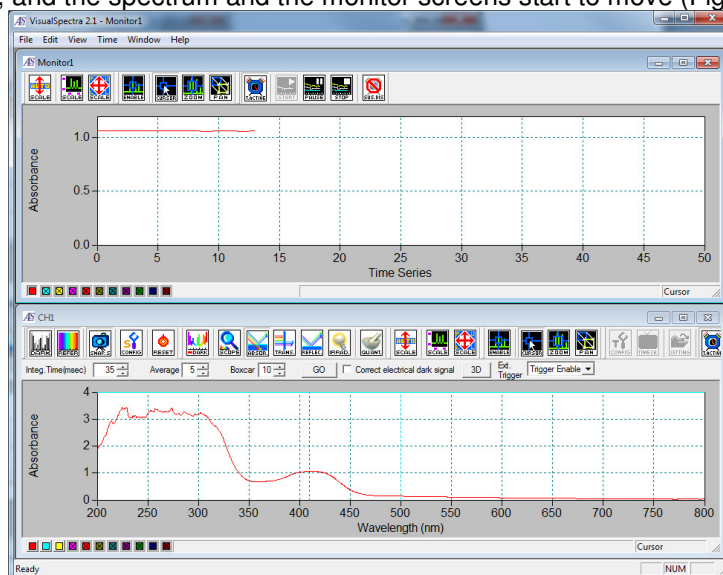 , and the spectrum and the monitor screens start to move (Fig
VisualSpectra 2.1 - Monitor1
File Edit View Time Window Help
Monitor1
SCALE SCALE SCALE ENABLE CURSOR ZOOM PAN T.ACTIVE START PAUSE STOP
Absorbance
1.0
0.5
0.0
0 5 10 15 20 25 30 35 40 45 50
Time Series
Cursor
CH1
DARK REFER SNAP.S CONFIG RESET -DARK SCOPE ABSOR. TRANS. REFLEC. IRRAD. QUANT. SCALE SCALE SCALE ENABLE CURSOR ZOOM PAN CONFIG TIME CH. SETTING T.ACTIVE
Integ.Time(msec) 35 Average 5 Boxcar 10 GO Correct electrical dark signal 3D Ext. Trigger Trigger Enable
Absorbance
4
3
2
1
0
200 250 300 350 400 450 500 550 600 650 700 750 800
Wavelength (nm)
Cursor
Ready NUM